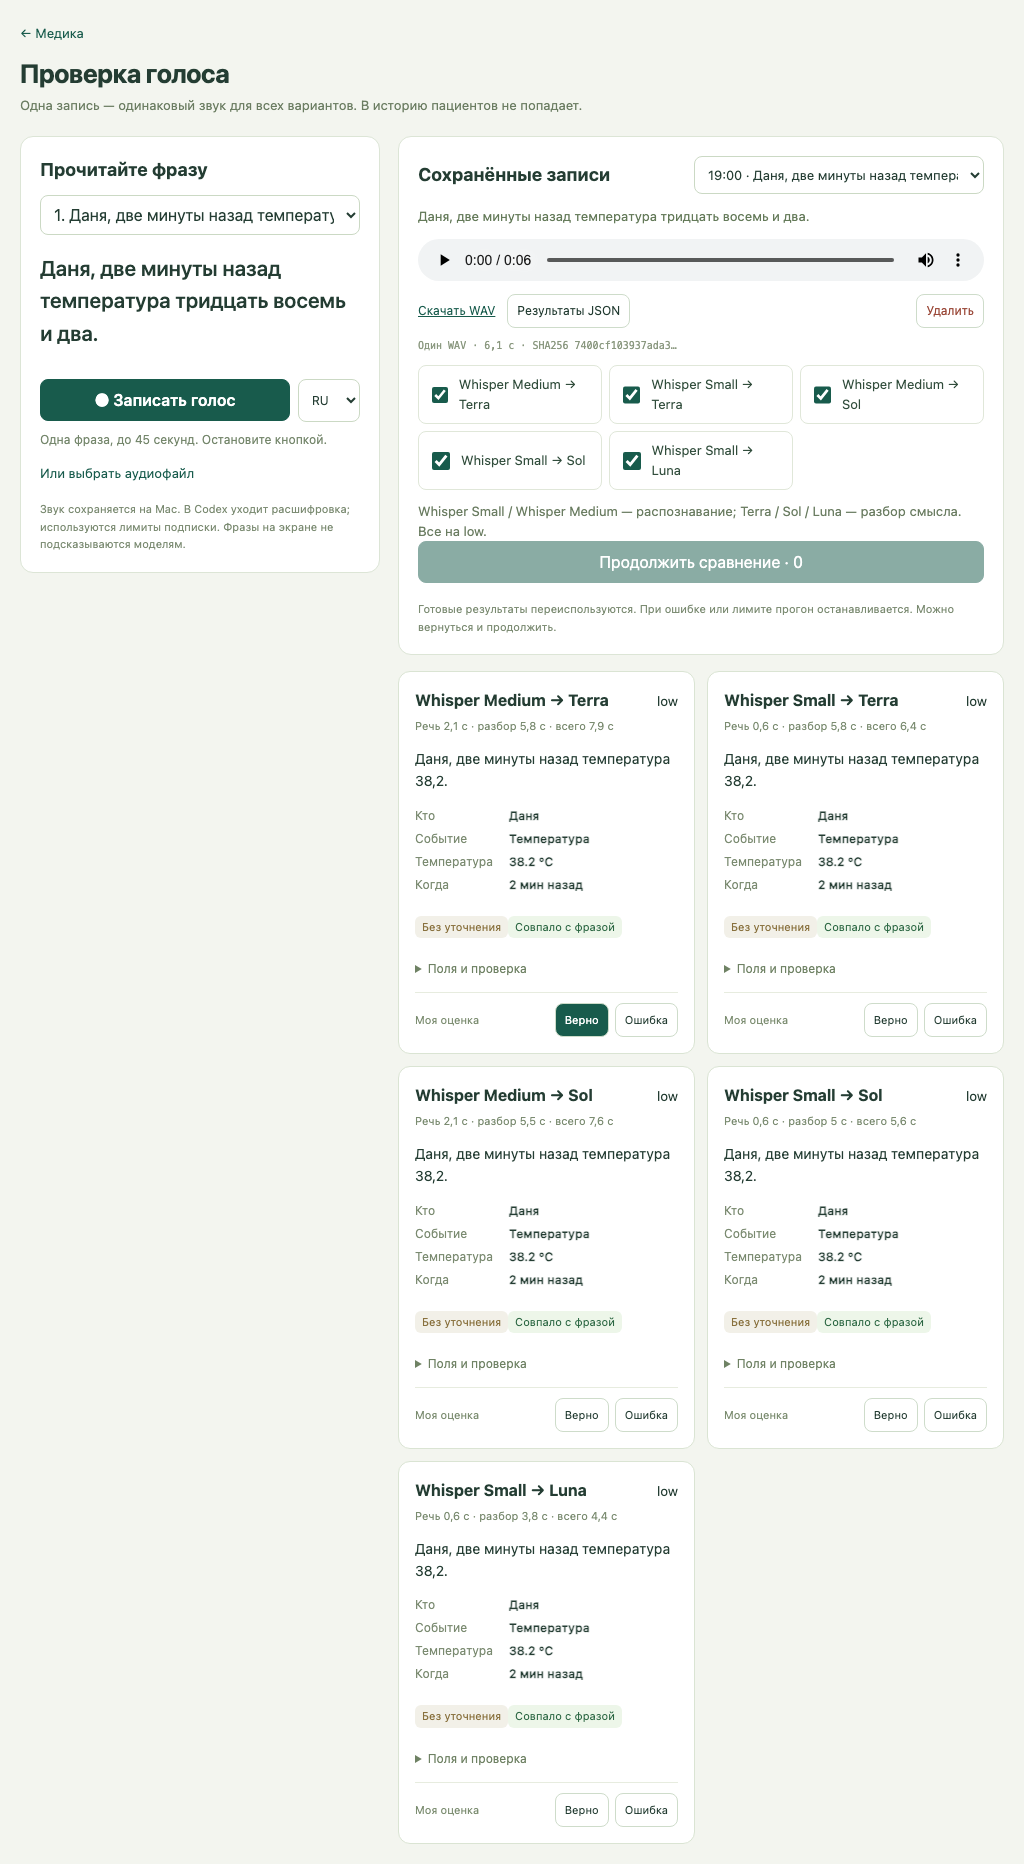 ← Медика
Проверка голоса
Одна запись — одинаковый звук для всех вариантов. В историю пациентов не попадает.
Прочитайте фразу
1. Даня, две минуты назад температу
Даня, две минуты назад
температура тридцать восемь
и два.
Записать голос
RU
Одна фраза, до 45 секунд. Остановите кнопкой.
Или выбрать аудиофайл
Звук сохраняется на Mac. В Codex уходит расшифровка;
используются лимиты подписки. Фразы на экране не
подсказываются моделям.
Сохранённые записи
19:00 · Даня, две минуты назад темпера
Даня, две минуты назад температура тридцать восемь и два.
0:00 / 0:06
Скачать WAV
Результаты JSON
Удалить
Один WAV · 6,1 с · SHA256 7400cf103937ada3…
Whisper Medium →
Terra
Whisper Small →
Terra
Whisper Medium →
Sol
Whisper Small → Sol
Whisper Small →
Luna
Whisper Small / Whisper Medium — распознавание; Terra / Sol / Luna — разбор смысла.
Все на low.
Продолжить сравнение · 0
Готовые результаты переиспользуются. При ошибке или лимите прогон останавливается. Можно
вернуться и продолжить.
Whisper Medium → Terra low
Речь 2,1 с · разбор 5,8 с · всего 7,9 с
Даня, две минуты назад температура
38,2.
Кто Даня
Событие Температура
Температура 38.2 °C
Когда 2 мин назад
Без уточнения Совпало с фразой
Поля и проверка
Моя оценка Верно Ошибка
Whisper Small → Terra low
Речь 0,6 с · разбор 5,8 с · всего 6,4 с
Даня, две минуты назад температура
38,2.
Кто Даня
Событие Температура
Температура 38.2 °C
Когда 2 мин назад
Без уточнения Совпало с фразой
Поля и проверка
Моя оценка Верно Ошибка
Whisper Medium → Sol low
Речь 2,1 с · разбор 5,5 с · всего 7,6 с
Даня, две минуты назад температура
38,2.
Кто Даня
Событие Температура
Температура 38.2 °C
Когда 2 мин назад
Без уточнения Совпало с фразой
Поля и проверка
Моя оценка Верно Ошибка
Whisper Small → Sol low
Речь 0,6 с · разбор 5 с · всего 5,6 с
Даня, две минуты назад температура
38,2.
Кто Даня
Событие Температура
Температура 38.2 °C
Когда 2 мин назад
Без уточнения Совпало с фразой
Поля и проверка
Моя оценка Верно Ошибка
Whisper Small → Luna low
Речь 0,6 с · разбор 3,8 с · всего 4,4 с
Даня, две минуты назад температура
38,2.
Кто Даня
Событие Температура
Температура 38.2 °C
Когда 2 мин назад
Без уточнения Совпало с фразой
Поля и проверка
Моя оценка Верно Ошибка